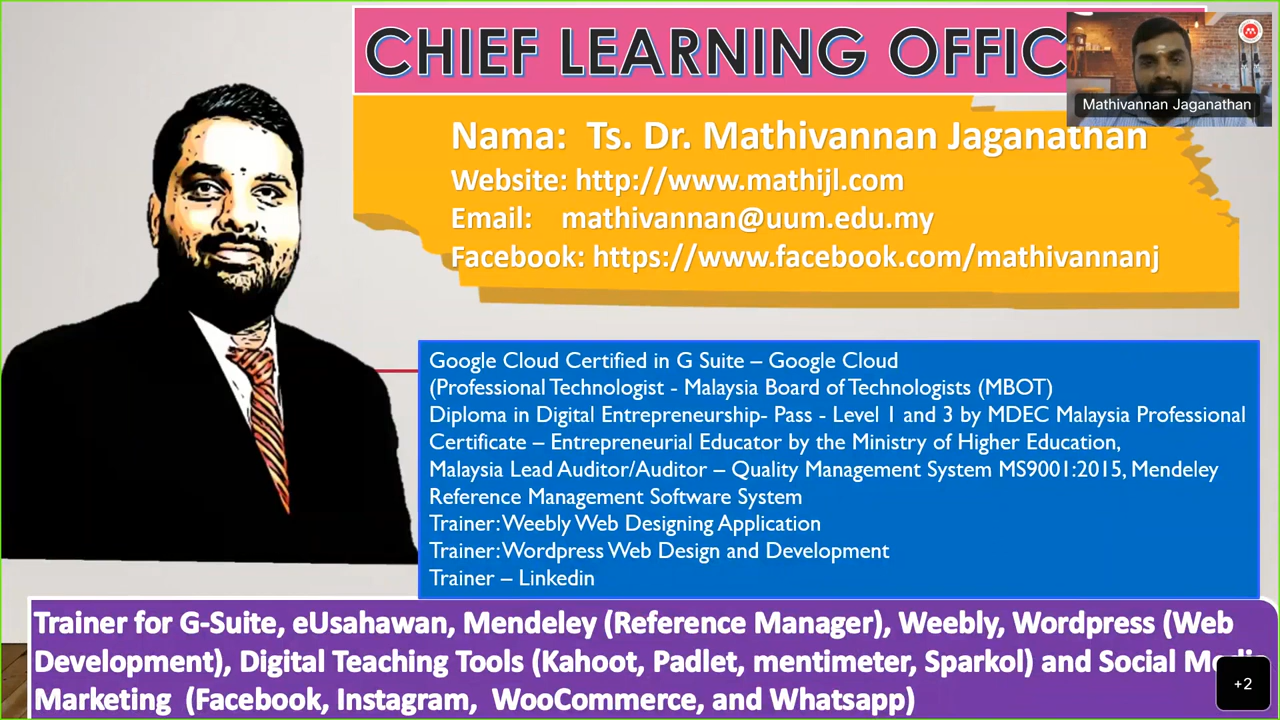 CHIEF LEARNING OFFIC
Mathivannan Jaganathan
Nama: Ts. Dr. Mathivannan Jaganathan
Website: http://www.mathijl.com
Email: mathivannan@uum.edu.my
Facebook: https://www.facebook.com/mathivannanj
Google Cloud Certified in G Suite – Google Cloud
(Professional Technologist - Malaysia Board of Technologists (MBOT)
Diploma in Digital Entrepreneurship- Pass - Level 1 and 3 by MDEC Malaysia Professional
Certificate – Entrepreneurial Educator by the Ministry of Higher Education,
Malaysia Lead Auditor/Auditor – Quality Management System MS9001:2015, Mendeley
Reference Management Software System
Trainer: Weebly Web Designing Application
Trainer: Wordpress Web Design and Development
Trainer – Linkedin
Trainer for G-Suite, eUsahawan, Mendeley (Reference Manager), Weebly, Wordpress (Web
Development), Digital Teaching Tools (Kahoot, Padlet, mentimeter, Sparkol) and Social
Marketing (Facebook, Instagram, WooCommerce, and Whatsapp)
+2